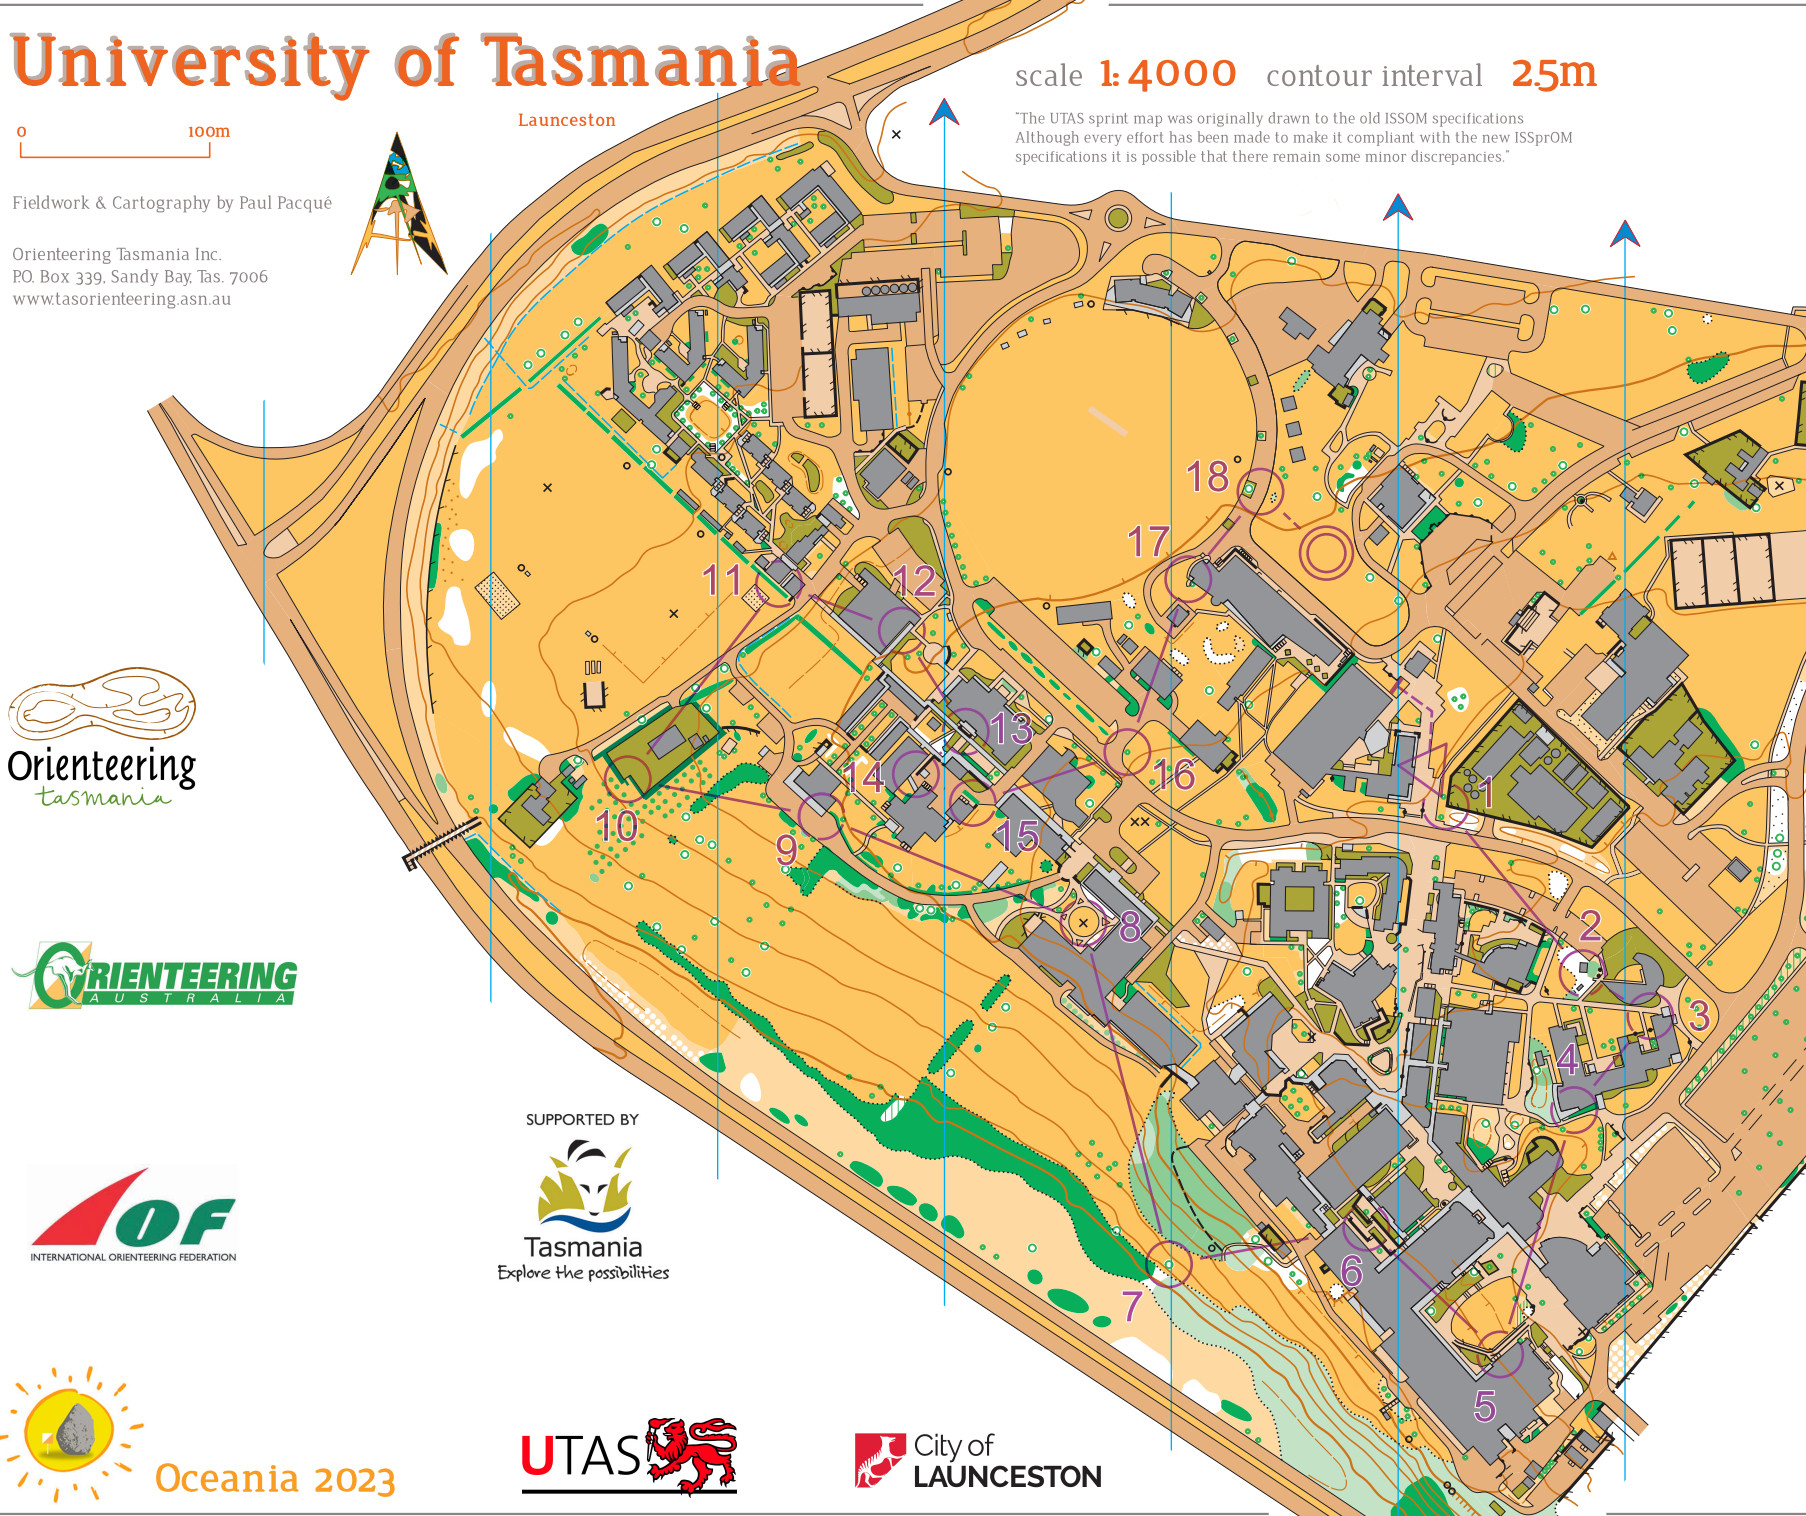 University of Tasmania
Launceston
scale 1: 4000 contour interval 2.5m
"The UTAS sprint map was originally drawn to the old ISSOM specifications
Although every effort has been made to make it compliant with the new ISSprOM
specifications it is possible that there remain some minor discrepancies."
0 100m
Fieldwork & Cartography by Paul Pacqué
Orienteering Tasmania Inc.
P.O. Box 339, Sandy Bay, Tas. 7006
www.tasorienteering.asn.au
18
17
11
12
13
14
16
15
10
9
1
8
2
3
4
7
6
5
Orienteering
tasmania
ORIENTEERING
AUSTRALIA
IOF
INTERNATIONAL ORIENTEERING FEDERATION
SUPPORTED BY
Tasmania
Explore the possibilities
Oceania 2023
UTAS
City of
LAUNCESTON